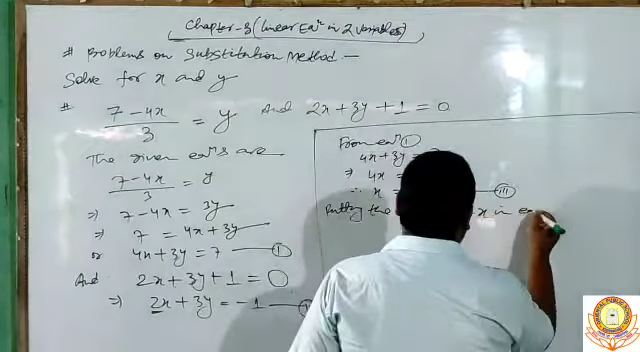 Chapter-3 (Linear Eqⁿ in 2 variables)
# Problems on Substitution Method —
Solve for x and y
# (7 - 4x)/3 = y And 2x + 3y + 1 = 0
The given eqⁿs are
(7 - 4x)/3 = y
⇒ 7 - 4x = 3y
⇒ 7 = 4x + 3y
or 4x + 3y = 7 — (I)
And 2x + 3y + 1 = 0
⇒ 2x + 3y = -1
From eqⁿ (I)
4x + 3y =
⇒ 4x =
∴ x = — (III)
Putting the x in eq